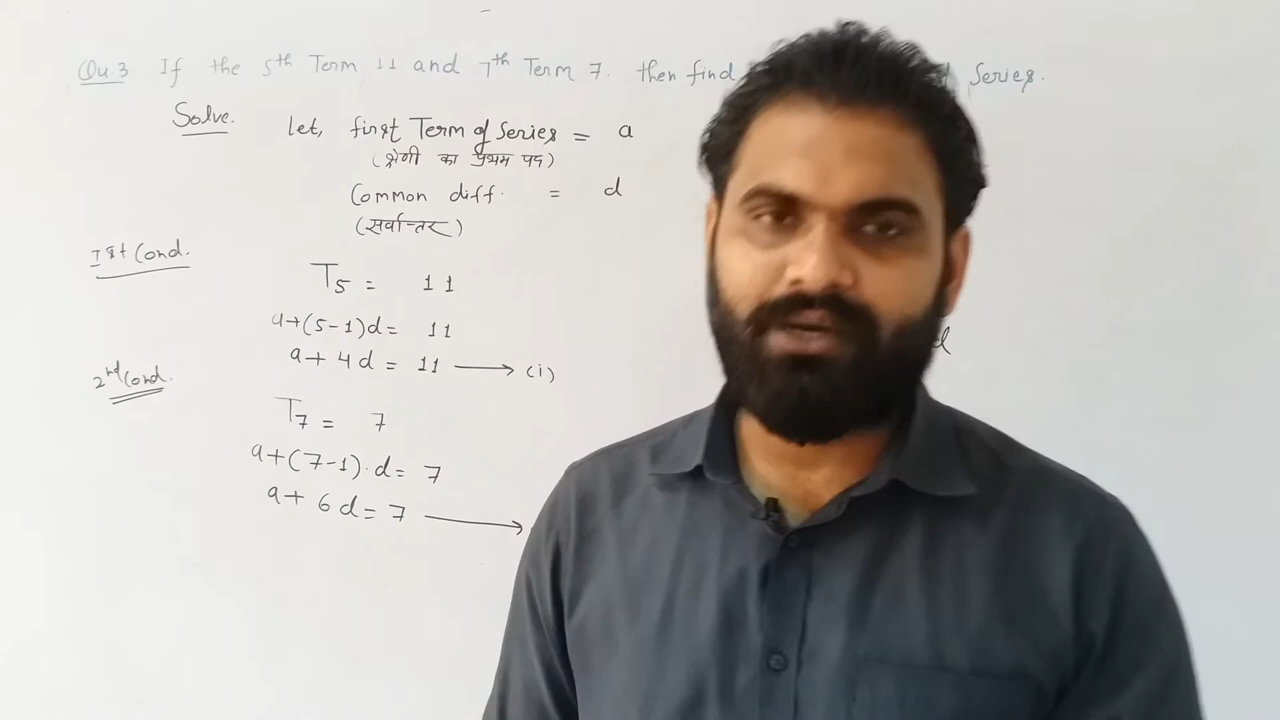 Qu.3 If the 5th Term 11 and 7th Term 7. then find Series.
Solve.
let, first Term of Series = a
(श्रेणी का प्रथम पद)
Common diff. = d
(सर्वान्तर)
Ist Cond.
T5 = 11
a+(5-1)d = 11
a + 4d = 11 ⟶ (i)
2nd Cond.
T7 = 7
a+(7-1).d = 7
a + 6d = 7 ⟶